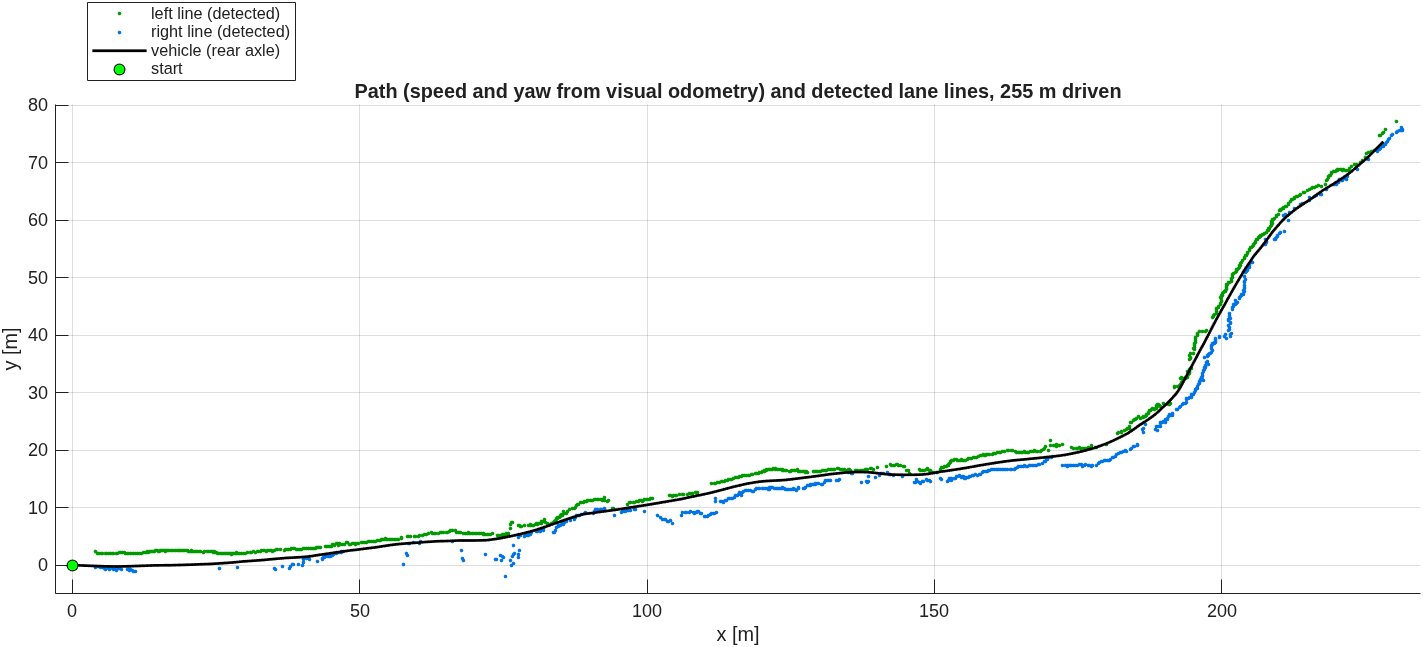 left line (detected)
right line (detected)
vehicle (rear axle)
start
Path (speed and yaw from visual odometry) and detected lane lines, 255 m driven
80
70
60
50
40
30
20
10
0
y [m]
0 50 100 150 200
x [m]